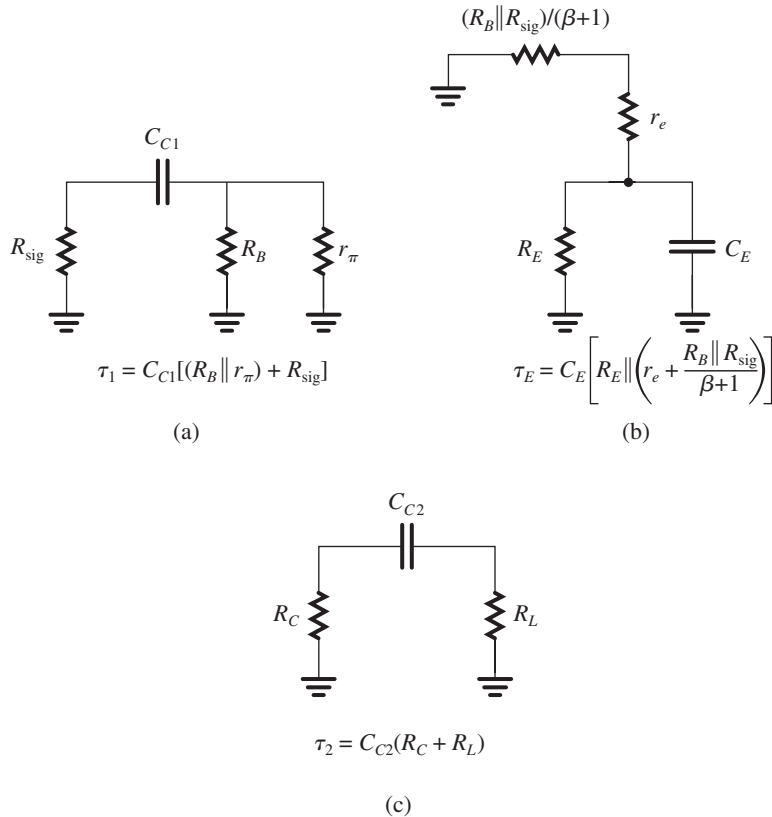 (R_B||R_sig)/(β+1)
r_e
C_C1
R_sig
R_B
r_π
R_E
C_E
τ_1 = C_C1[(R_B || r_π) + R_sig]
τ_E = C_E[R_E||(r_e + (R_B || R_sig)/(β+1))]
(a)
(b)
C_C2
R_C
R_L
τ_2 = C_C2(R_C + R_L)
(c)